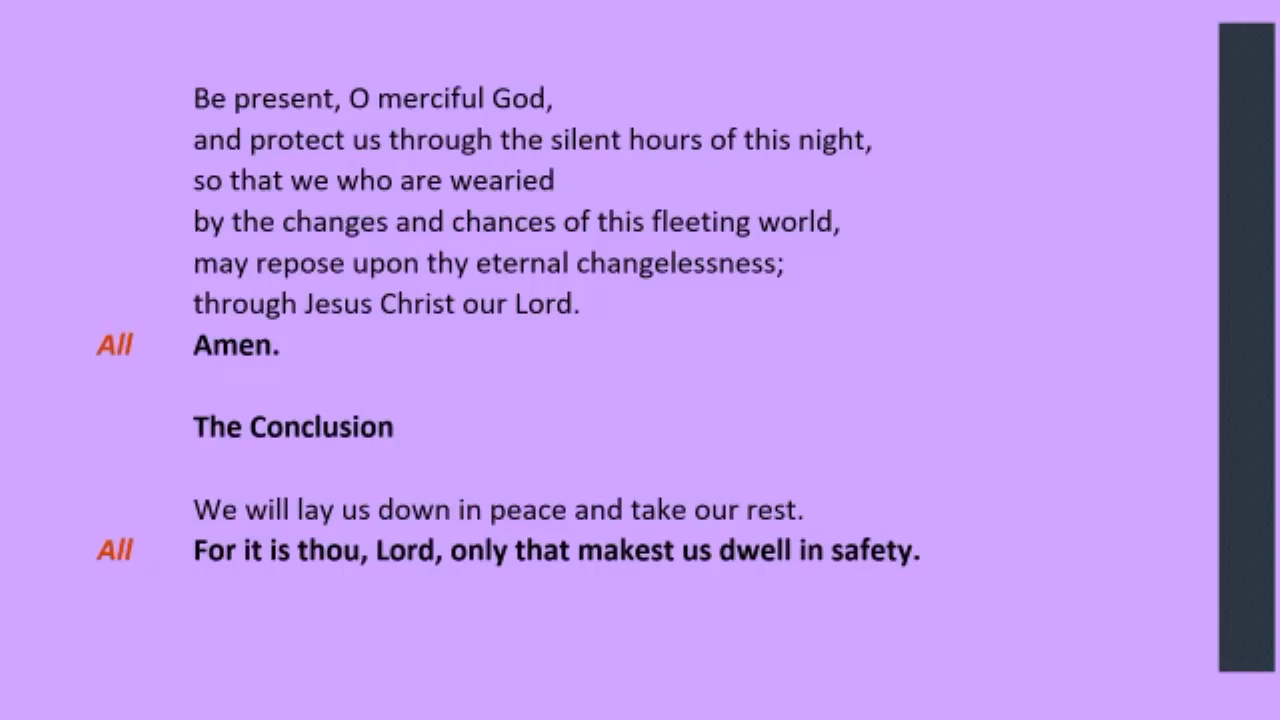 Be present, O merciful God,
and protect us through the silent hours of this night,
so that we who are wearied
by the changes and chances of this fleeting world,
may repose upon thy eternal changelessness;
through Jesus Christ our Lord.
All Amen.
The Conclusion
We will lay us down in peace and take our rest.
All For it is thou, Lord, only that makest us dwell in safety.